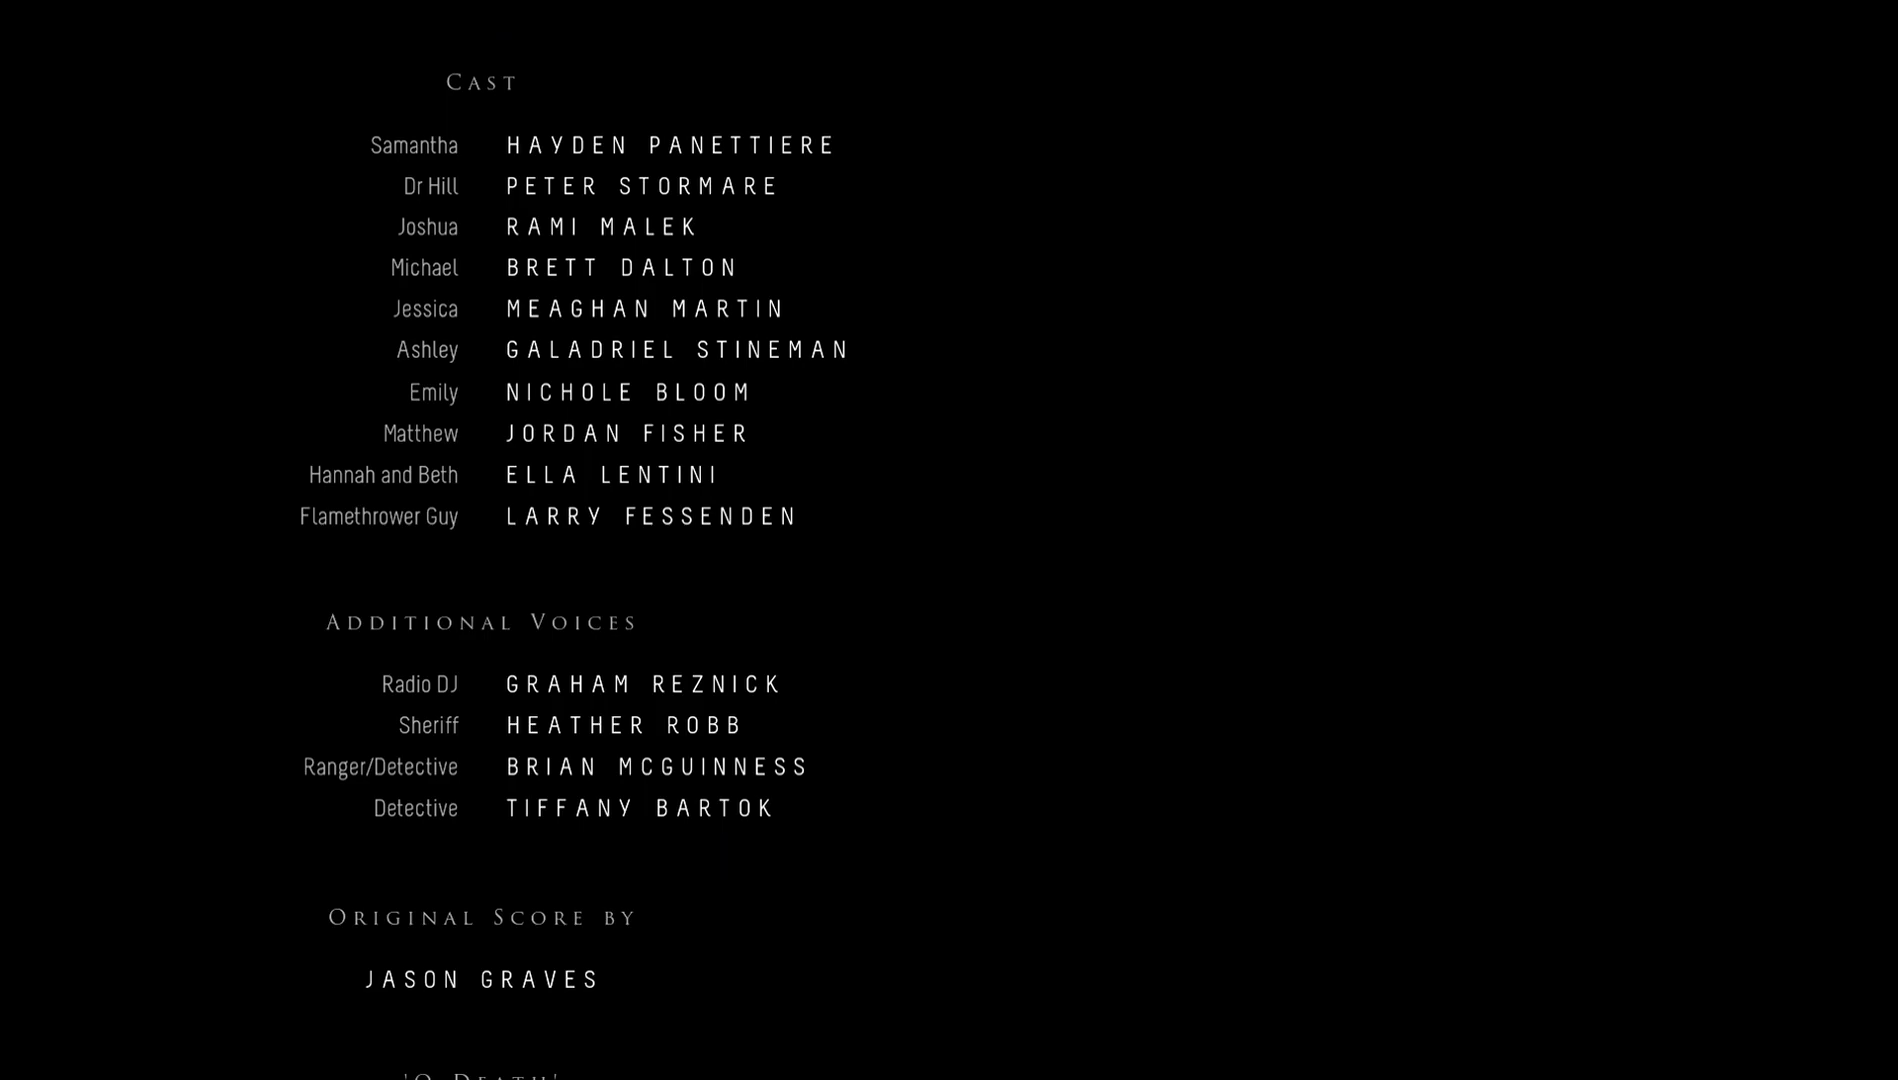 CAST
Samantha HAYDEN PANETTIERE
Dr Hill PETER STORMARE
Joshua RAMI MALEK
Michael BRETT DALTON
Jessica MEAGHAN MARTIN
Ashley GALADRIEL STINEMAN
Emily NICHOLE BLOOM
Matthew JORDAN FISHER
Hannah and Beth ELLA LENTINI
Flamethrower Guy LARRY FESSENDEN
ADDITIONAL VOICES
Radio DJ GRAHAM REZNICK
Sheriff HEATHER ROBB
Ranger/Detective BRIAN MCGUINNESS
Detective TIFFANY BARTOK
ORIGINAL SCORE BY
JASON GRAVES
'O DEATH'